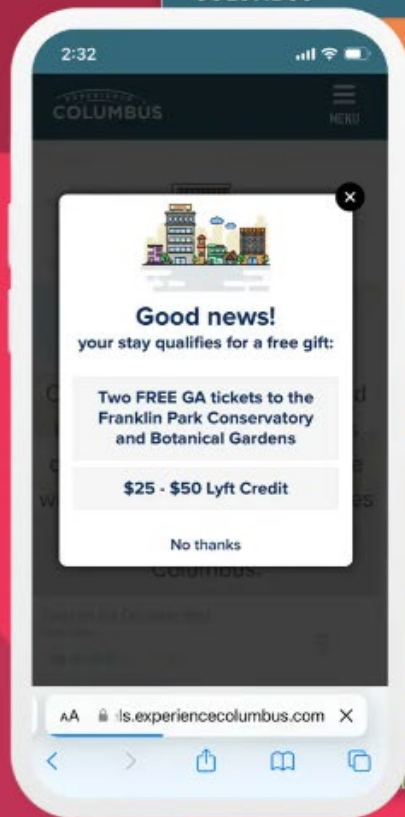 COLUMBUS
2:32
EXPERIENCE
COLUMBUS
MENU
Good news!
your stay qualifies for a free gift:
Two FREE GA tickets to the
Franklin Park Conservatory
and Botanical Gardens
$25 - $50 Lyft Credit
No thanks
Columbus.
AA ls.experiencecolumbus.com